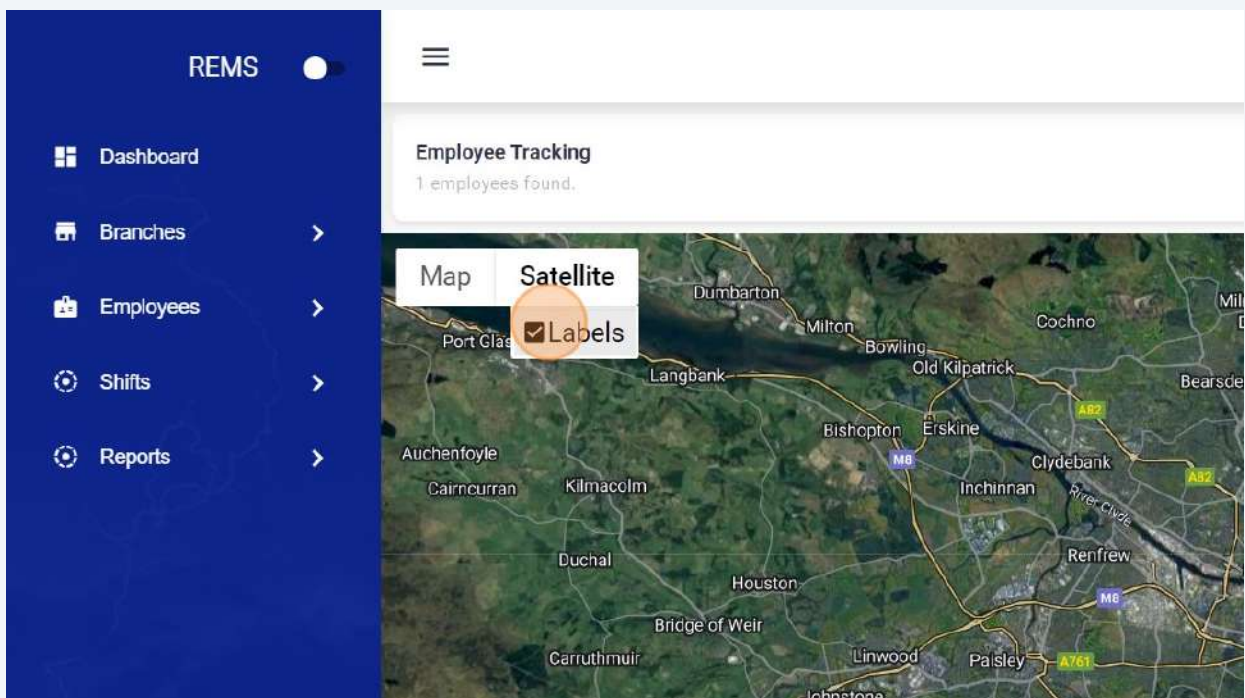 REMS
Dashboard
Branches
Employees
Shifts
Reports
Employee Tracking
1 employees found.
Map Satellite
Labels
Dumbarton
Milton
Cochno
Port
Bowling
Old Kilpatrick
Langbank
A82
Bishopton Erskine
Auchenfoyle
M8
Clydebank
A82
Cairncurran
Kilmacolm
Inchinnan
River Clyde
Duchal
Renfrew
Houston
M8
Bridge of Weir
Carruthmuir
Linwood
Paisley
A761
Johnstone